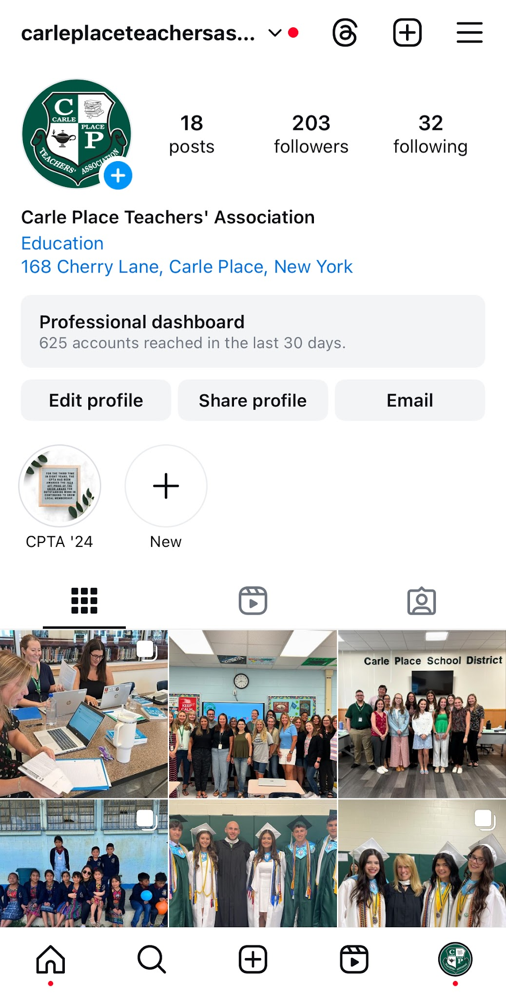 carleplaceteachersas...
C
CARLE
PLACE
P
TEACHERS' ASSOCIATION
18
posts
203
followers
32
following
Carle Place Teachers' Association
Education
168 Cherry Lane, Carle Place, New York
Professional dashboard
625 accounts reached in the last 30 days.
Edit profile
Share profile
Email
FOR THE THIRD TIME
IN EIGHT YEARS, THE
CPTA HAS BEEN
AWARDED THE 2024
AFT PRIDE OF THE
UNION AWARD FOR
OUTSTANDING WORK IN
CONTINUING TO GROW
LOCAL MEMBERSHIP.
CPTA '24
New
KEEP
CALM
Carle Place School District
C
P